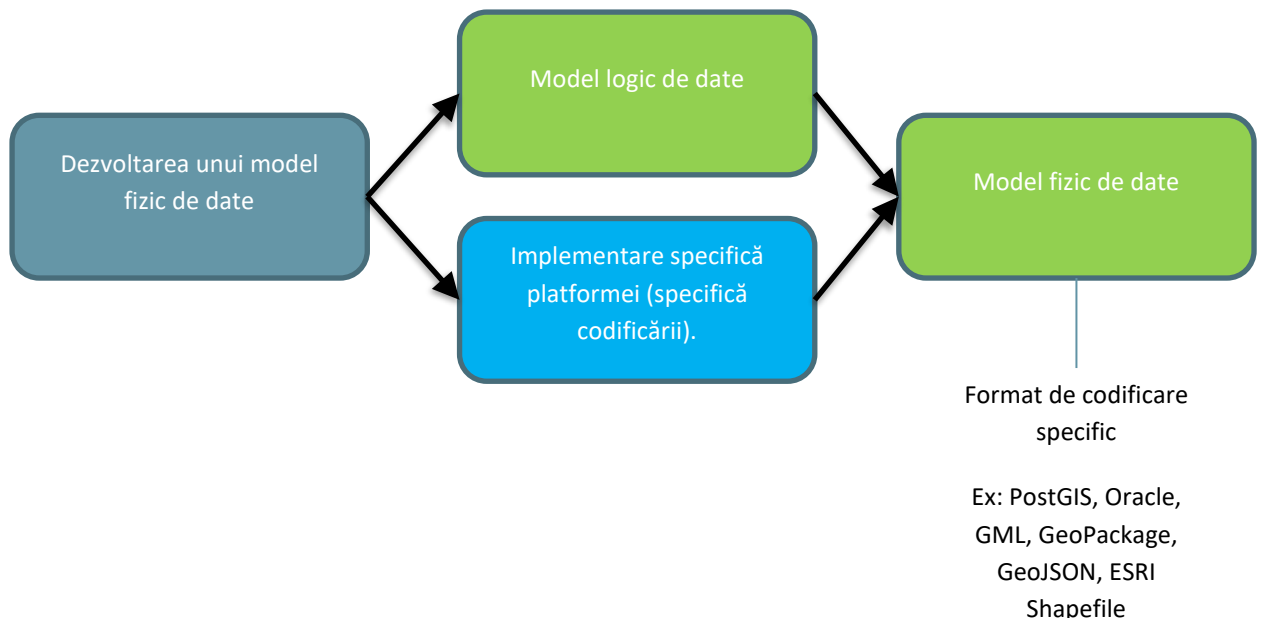 Model logic de date
Dezvoltarea unui model
fizic de date
Model fizic de date
Implementare specifică
platformei (specifică
codificării).
Format de codificare
specific
Ex: PostGIS, Oracle,
GML, GeoPackage,
GeoJSON, ESRI
Shapefile